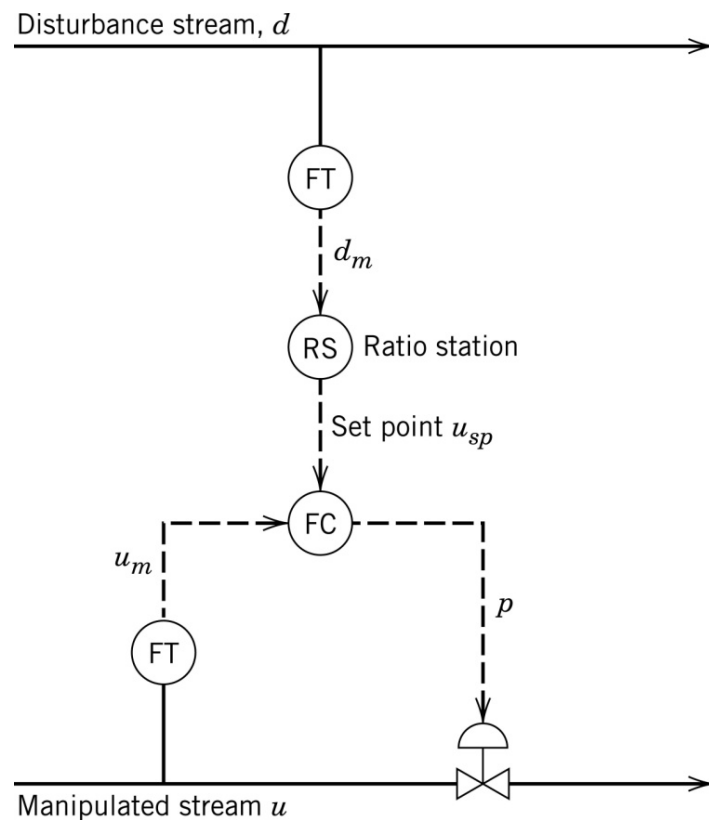 Disturbance stream, d
FT
d_m
RS Ratio station
Set point u_sp
FC
u_m
p
FT
Manipulated stream u